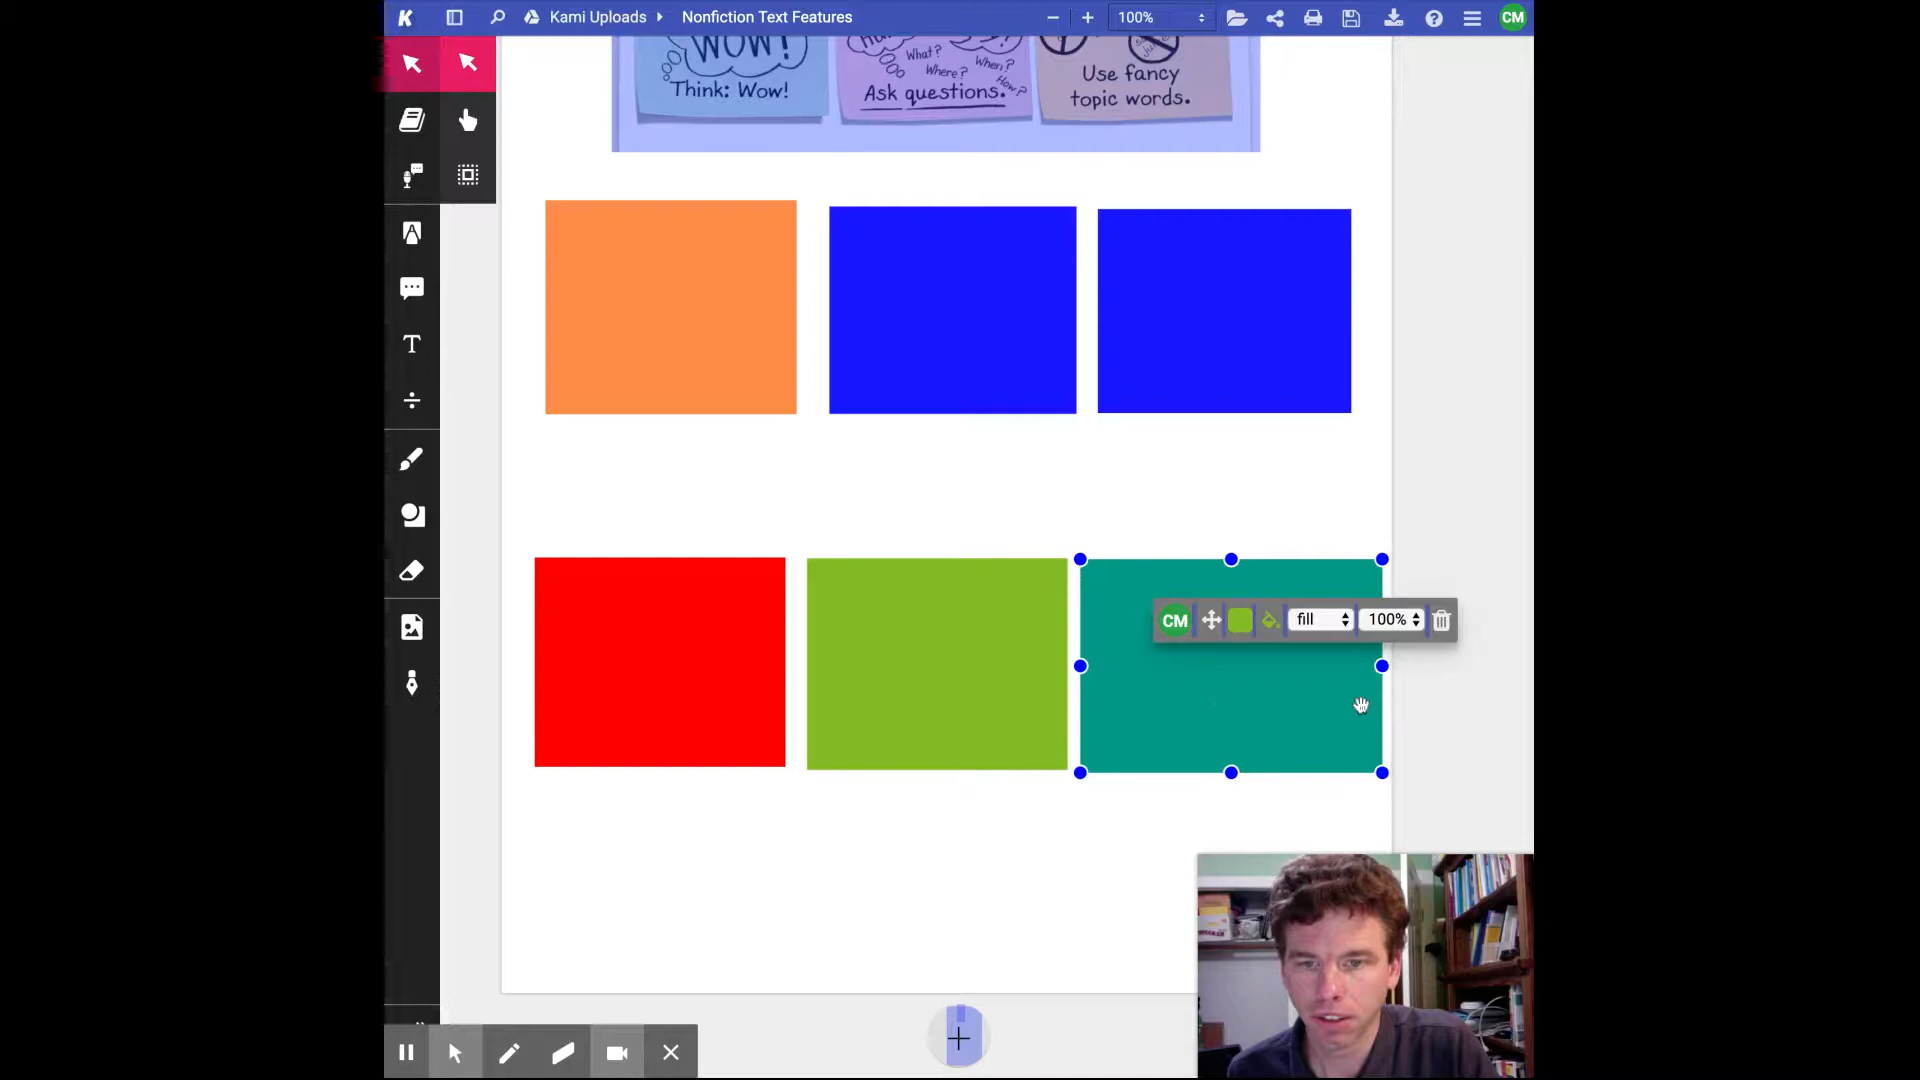 K
Kami Uploads
Nonfiction Text Features
100%
CM
WOW!
Think: Wow!
What?
Where?
When?
How?
Ask questions.
Use fancy
topic words.
T
CM
fill
100%